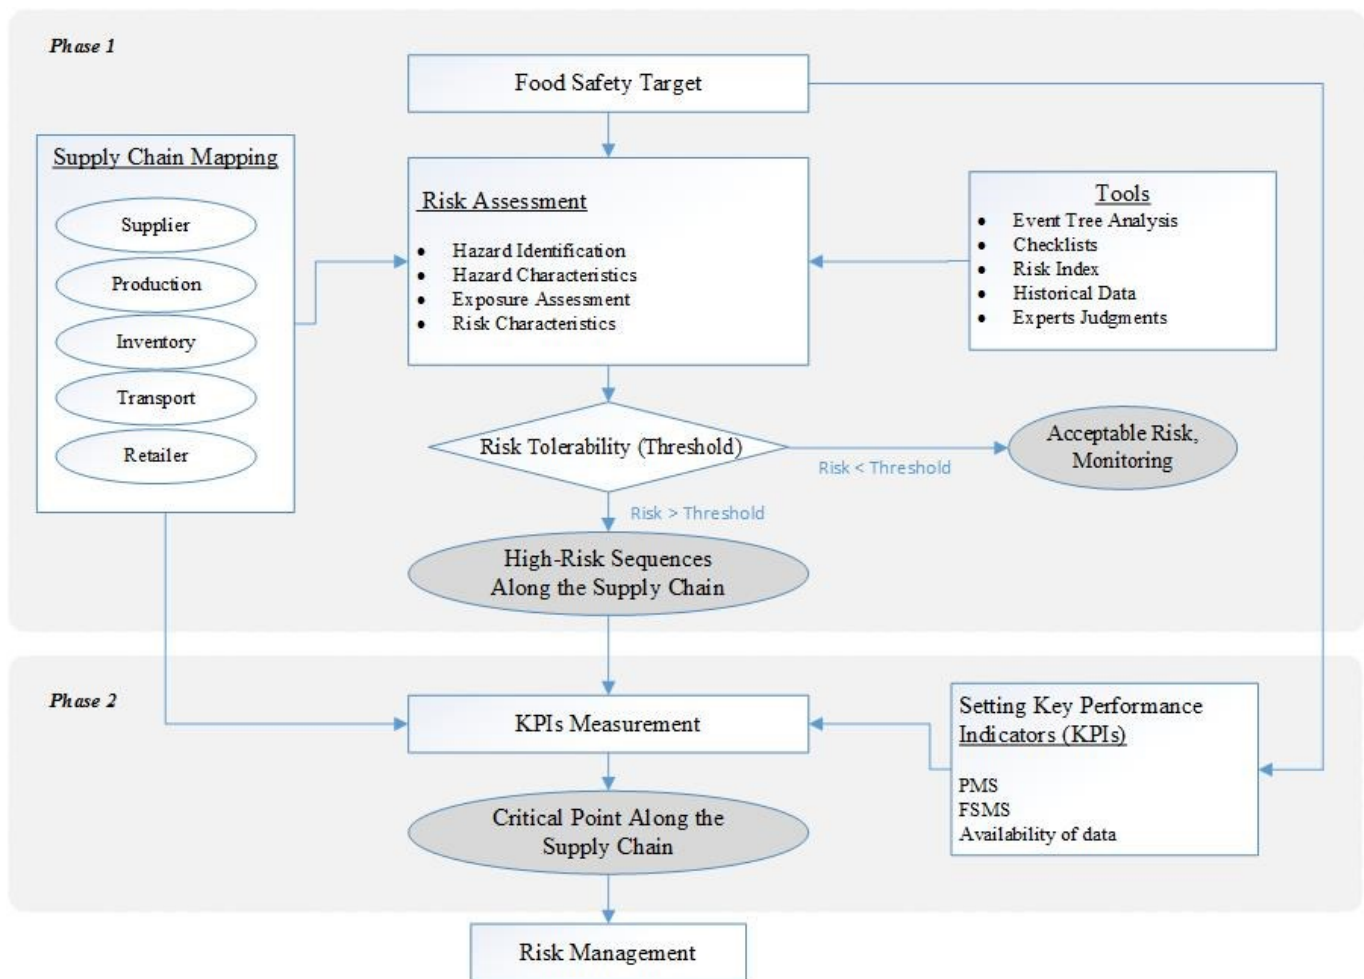 Phase 1
Food Safety Target
Supply Chain Mapping
Supplier
Production
Inventory
Transport
Retailer
Risk Assessment
• Hazard Identification
• Hazard Characteristics
• Exposure Assessment
• Risk Characteristics
Tools
• Event Tree Analysis
• Checklists
• Risk Index
• Historical Data
• Experts Judgments
Risk Tolerability (Threshold)
Risk < Threshold
Acceptable Risk,
Monitoring
Risk > Threshold
High-Risk Sequences
Along the Supply Chain
Phase 2
KPIs Measurement
Setting Key Performance
Indicators (KPIs)
PMS
FSMS
Availability of data
Critical Point Along the
Supply Chain
Risk Management